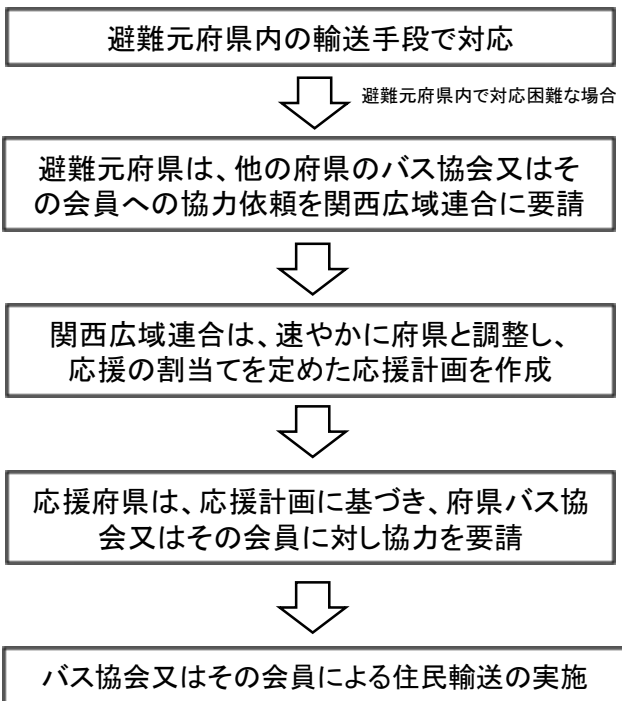 避難元府県内の輸送手段で対応
避難元府県内で対応困難な場合
避難元府県は、他の府県のバス協会又はそ
の会員への協力依頼を関西広域連合に要請
関西広域連合は、速やかに府県と調整し、
応援の割当てを定めた応援計画を作成
応援府県は、応援計画に基づき、府県バス協
会又はその会員に対し協力を要請
バス協会又はその会員による住民輸送の実施